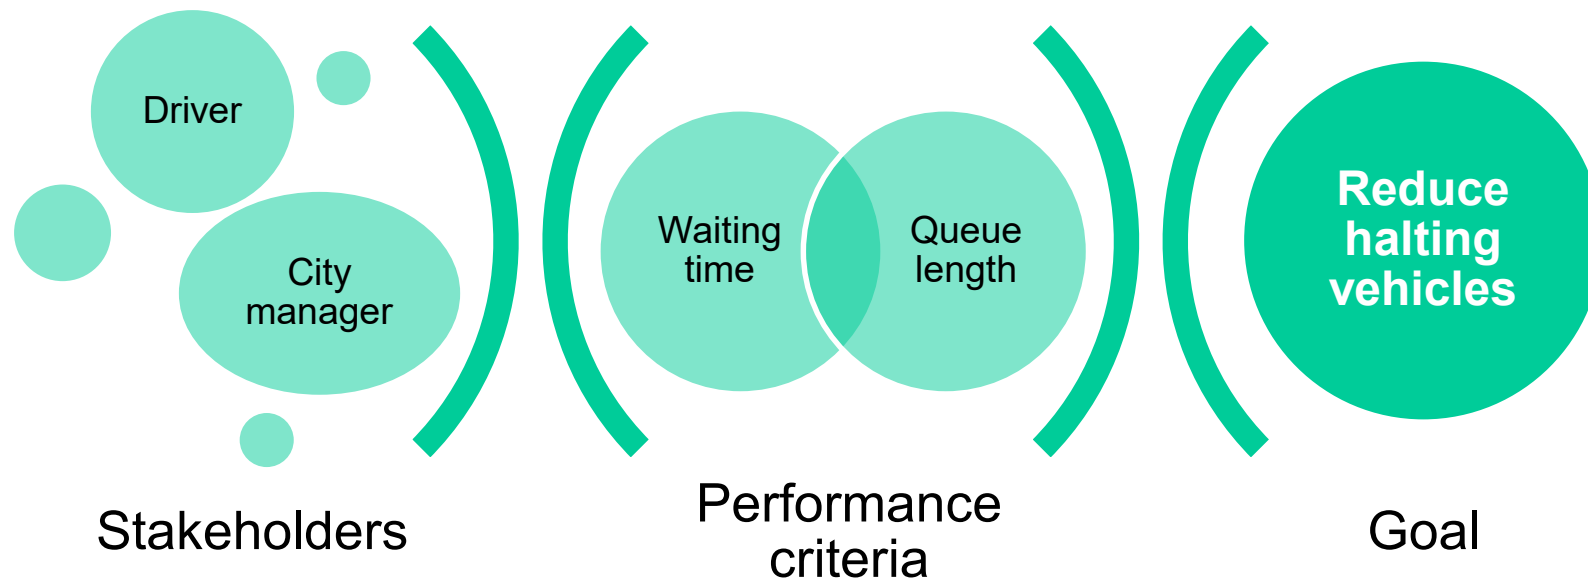 Driver
City
manager
Stakeholders
Waiting
time
Queue
length
Performance
criteria
Reduce
halting
vehicles
Goal